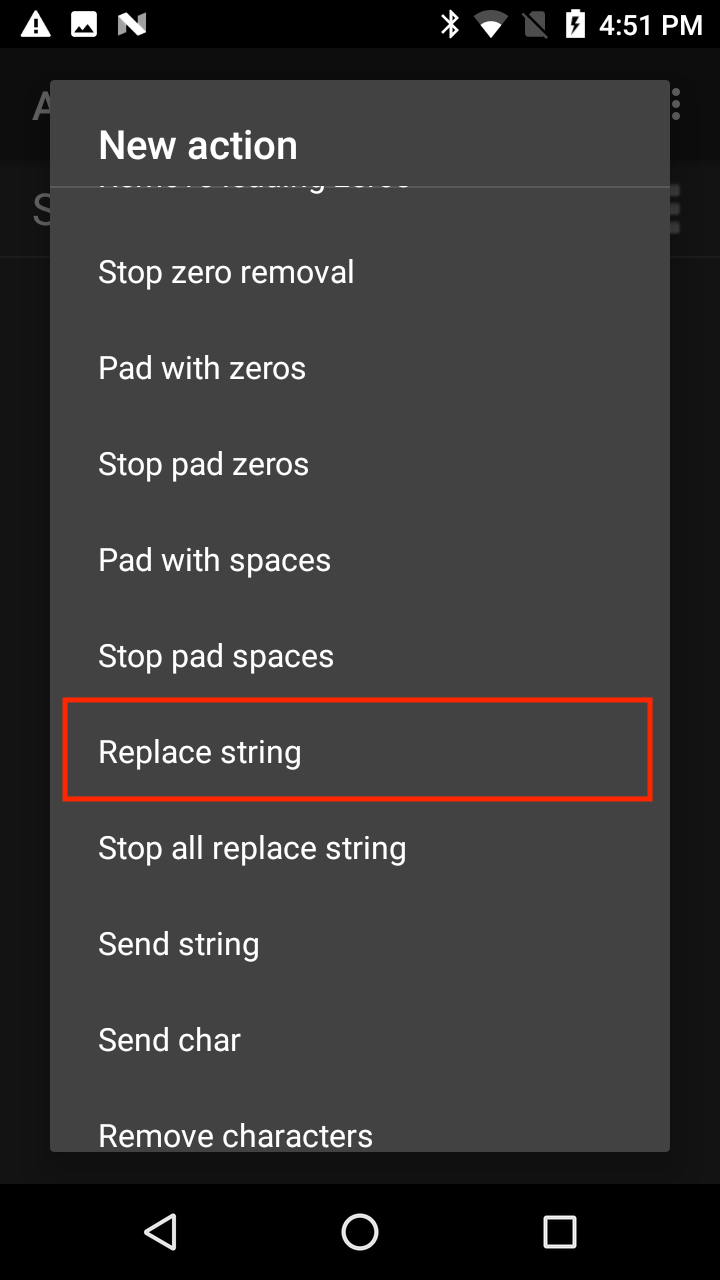 4:51 PM
A
New action
S
Stop zero removal
Pad with zeros
Stop pad zeros
Pad with spaces
Stop pad spaces
Replace string
Stop all replace string
Send string
Send char
Remove characters